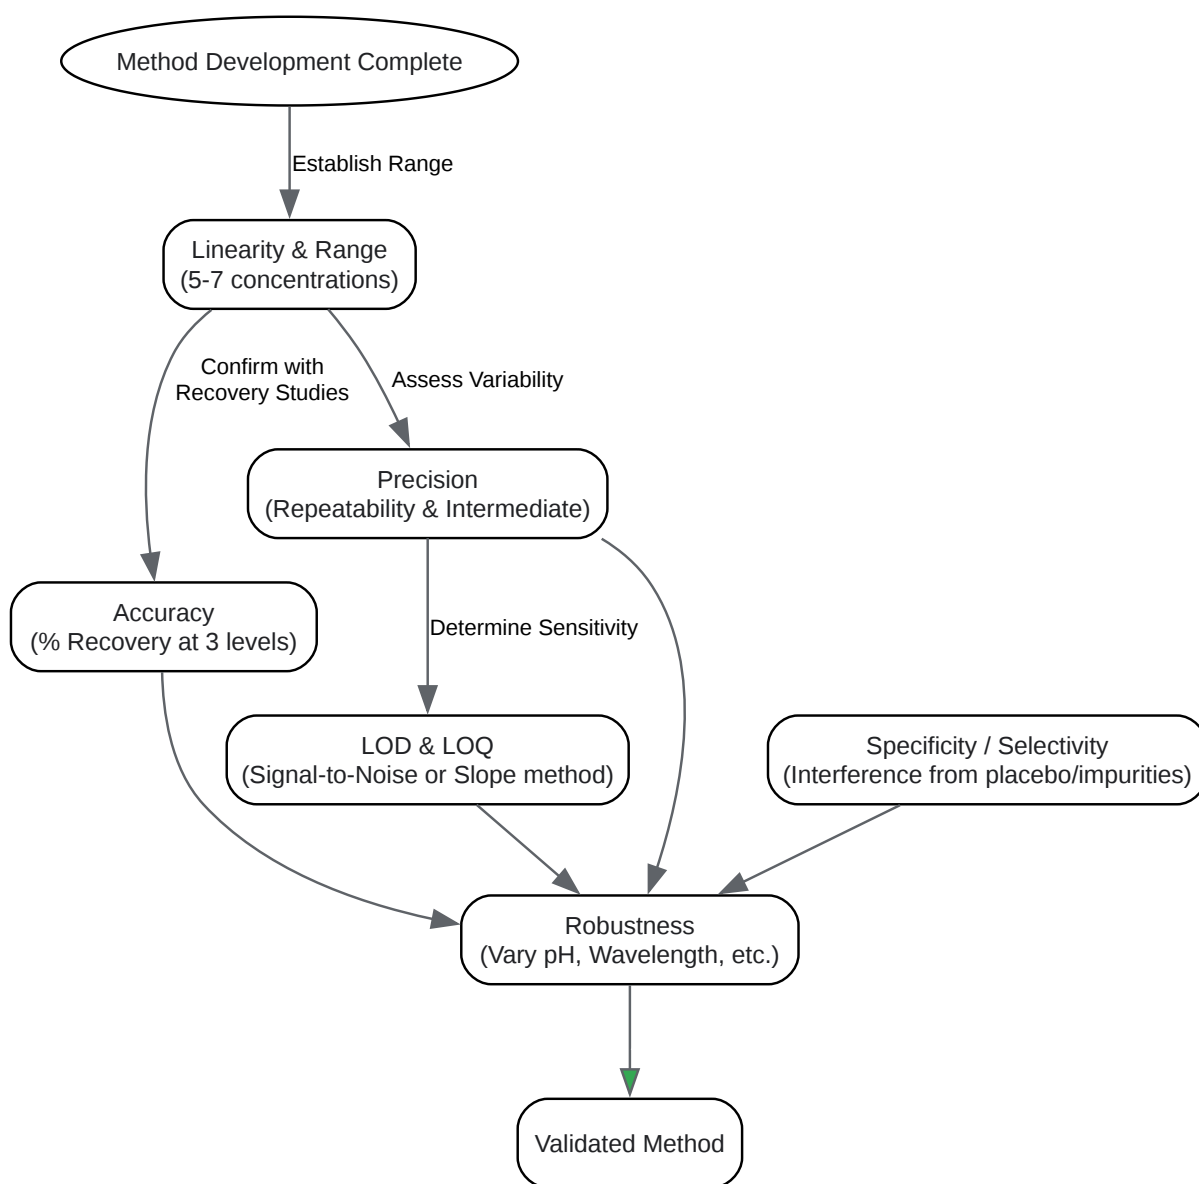 Method Development Complete
Establish Range
Linearity & Range
(5-7 concentrations)
Confirm with
Recovery Studies
Assess Variability
Precision
(Repeatability & Intermediate)
Accuracy
(% Recovery at 3 levels)
Determine Sensitivity
LOD & LOQ
(Signal-to-Noise or Slope method)
Specificity / Selectivity
(Interference from placebo/impurities)
Robustness
(Vary pH, Wavelength, etc.)
Validated Method